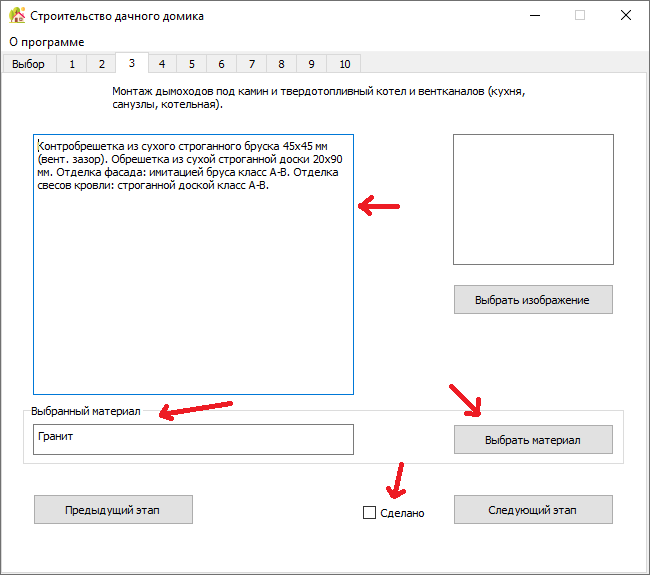 Строительство дачного домика
О программе
Выбор 1 2 3 4 5 6 7 8 9 10
Монтаж дымоходов под камин и твердотопливный котел и вентканалов (кухня,
санузлы, котельная).
Контробрешетка из сухого строганного бруска 45х45 мм
(вент. зазор). Обрешетка из сухой строганной доски 20х90
мм. Отделка фасада: имитацией бруса класс А-В. Отделка
свесов кровли: строганной доской класс А-В.
Выбрать изображение
Выбранный материал
Гранит
Выбрать материал
Предыдущий этап
Сделано
Следующий этап